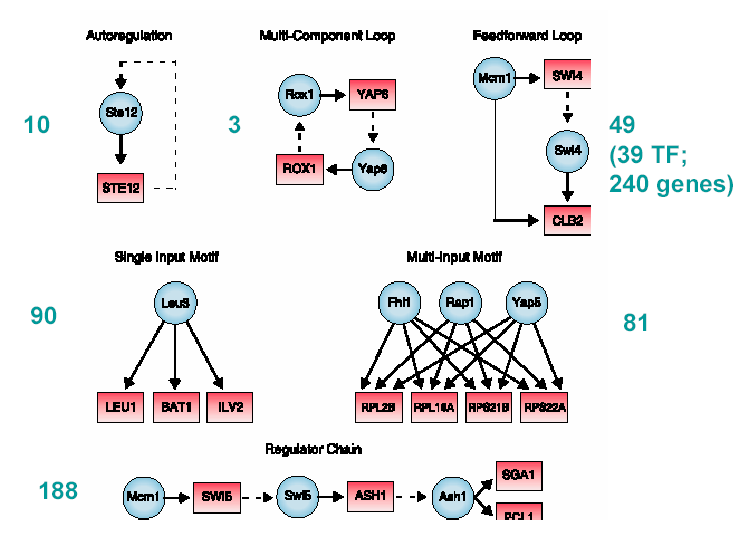 Autoregulation
Multi-Component Loop
Feedforward Loop
Ste12
STE12
10
Rox1
YAP6
ROX1
Yap6
3
Mcm1
SWI4
Swi4
CLB2
49
(39 TF;
240 genes)
Single Input Motif
Multi-Input Motif
Leu3
LEU1
BAT1
ILV2
90
Fhl1
Rap1
Yap5
RPL2B
RPL16A
RPS21B
RPS22A
81
Regulator Chain
188
Mcm1
SWI5
Swi5
ASH1
Ash1
SGA1
PCL1